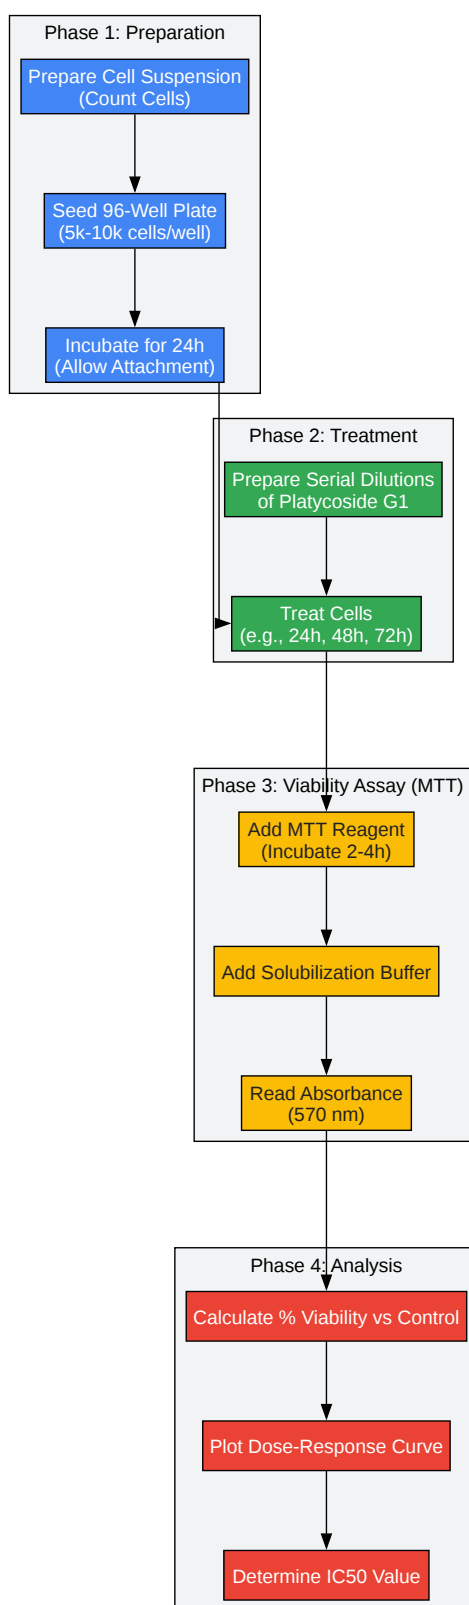 Phase 1: Preparation
Prepare Cell Suspension
(Count Cells)
Seed 96-Well Plate
(5k-10k cells/well)
Incubate for 24h
(Allow Attachment)
Phase 2: Treatment
Prepare Serial Dilutions
of Platycoside G1
Treat Cells
(e.g., 24h, 48h, 72h)
Phase 3: Viability Assay (MTT)
Add MTT Reagent
(Incubate 2-4h)
Add Solubilization Buffer
Read Absorbance
(570 nm)
Phase 4: Analysis
Calculate % Viability vs Control
Plot Dose-Response Curve
Determine IC50 Value